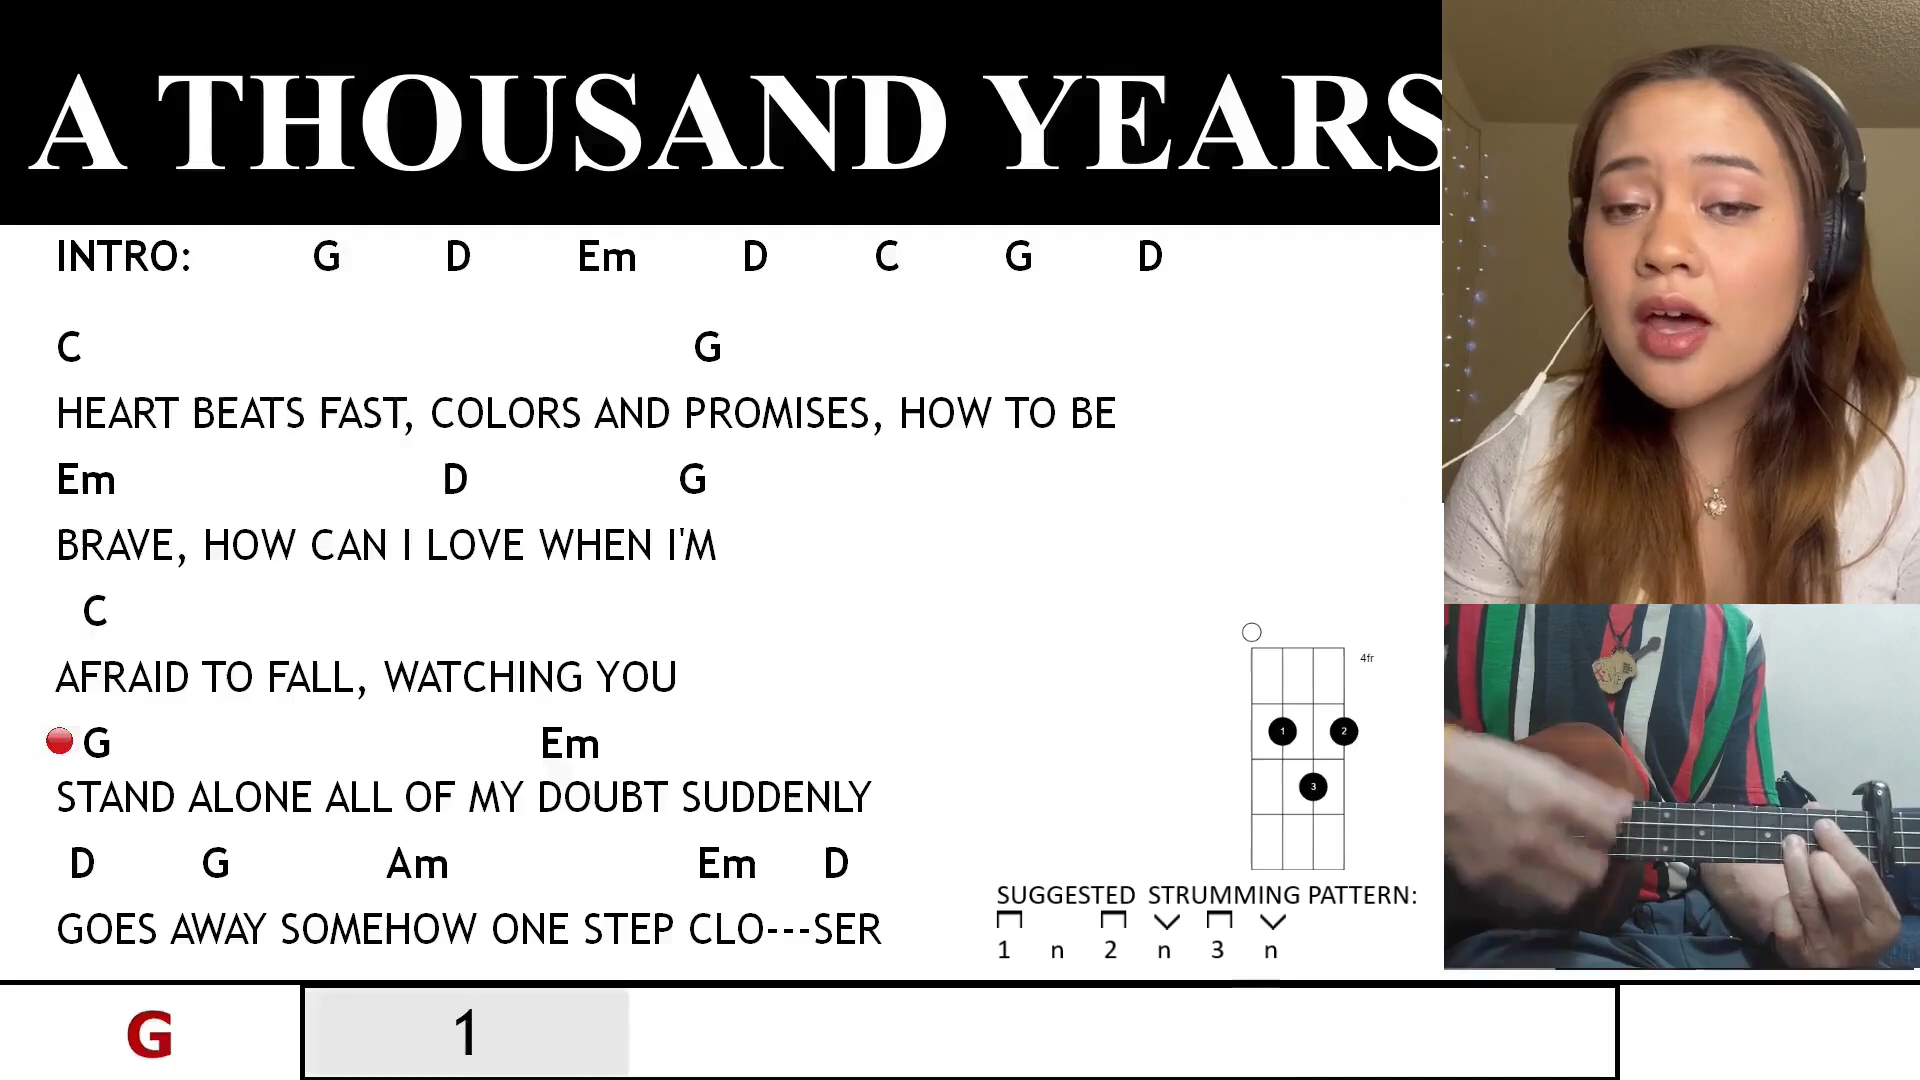 A THOUSAND YEARS
INTRO: G D Em D C G D
C G
HEART BEATS FAST, COLORS AND PROMISES, HOW TO BE
Em D G
BRAVE, HOW CAN I LOVE WHEN I'M
C
AFRAID TO FALL, WATCHING YOU
G Em
STAND ALONE ALL OF MY DOUBT SUDDENLY
D G Am Em D
GOES AWAY SOMEHOW ONE STEP CLO---SER
4fr
1 2
3
SUGGESTED STRUMMING PATTERN:
1 n 2 n 3 n
G 1